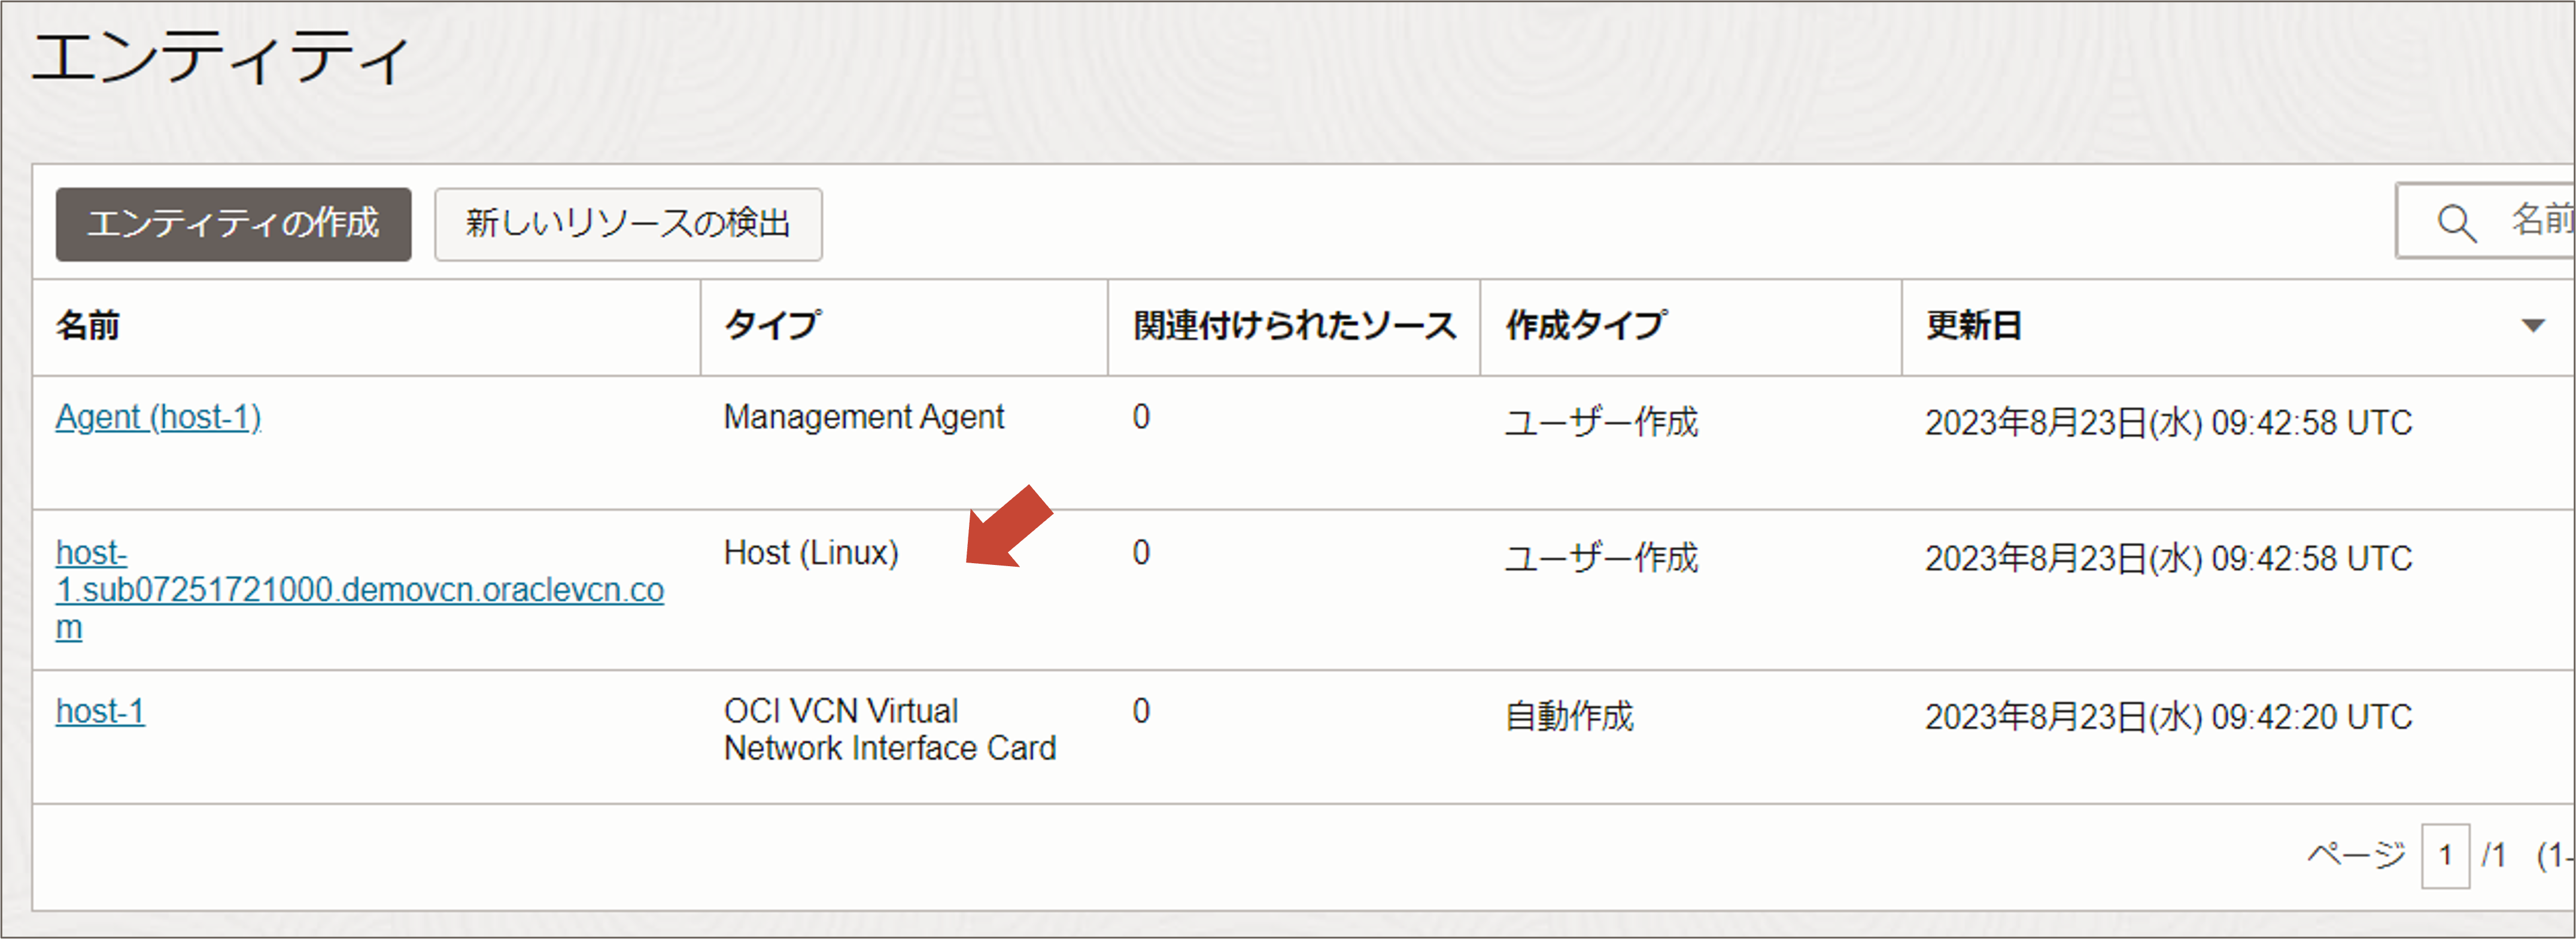 エンティティ
エンティティの作成 新しいリソースの検出 名前
名前 タイプ 関連付けられたソース 作成タイプ 更新日
Agent (host-1) Management Agent 0 ユーザー作成 2023年8月23日(水) 09:42:58 UTC
host- Host (Linux) 0 ユーザー作成 2023年8月23日(水) 09:42:58 UTC
1.sub07251721000.demovcn.oraclevcn.co
m
host-1 OCI VCN Virtual 0 自動作成 2023年8月23日(水) 09:42:20 UTC
Network Interface Card
ページ 1 /1 (1-